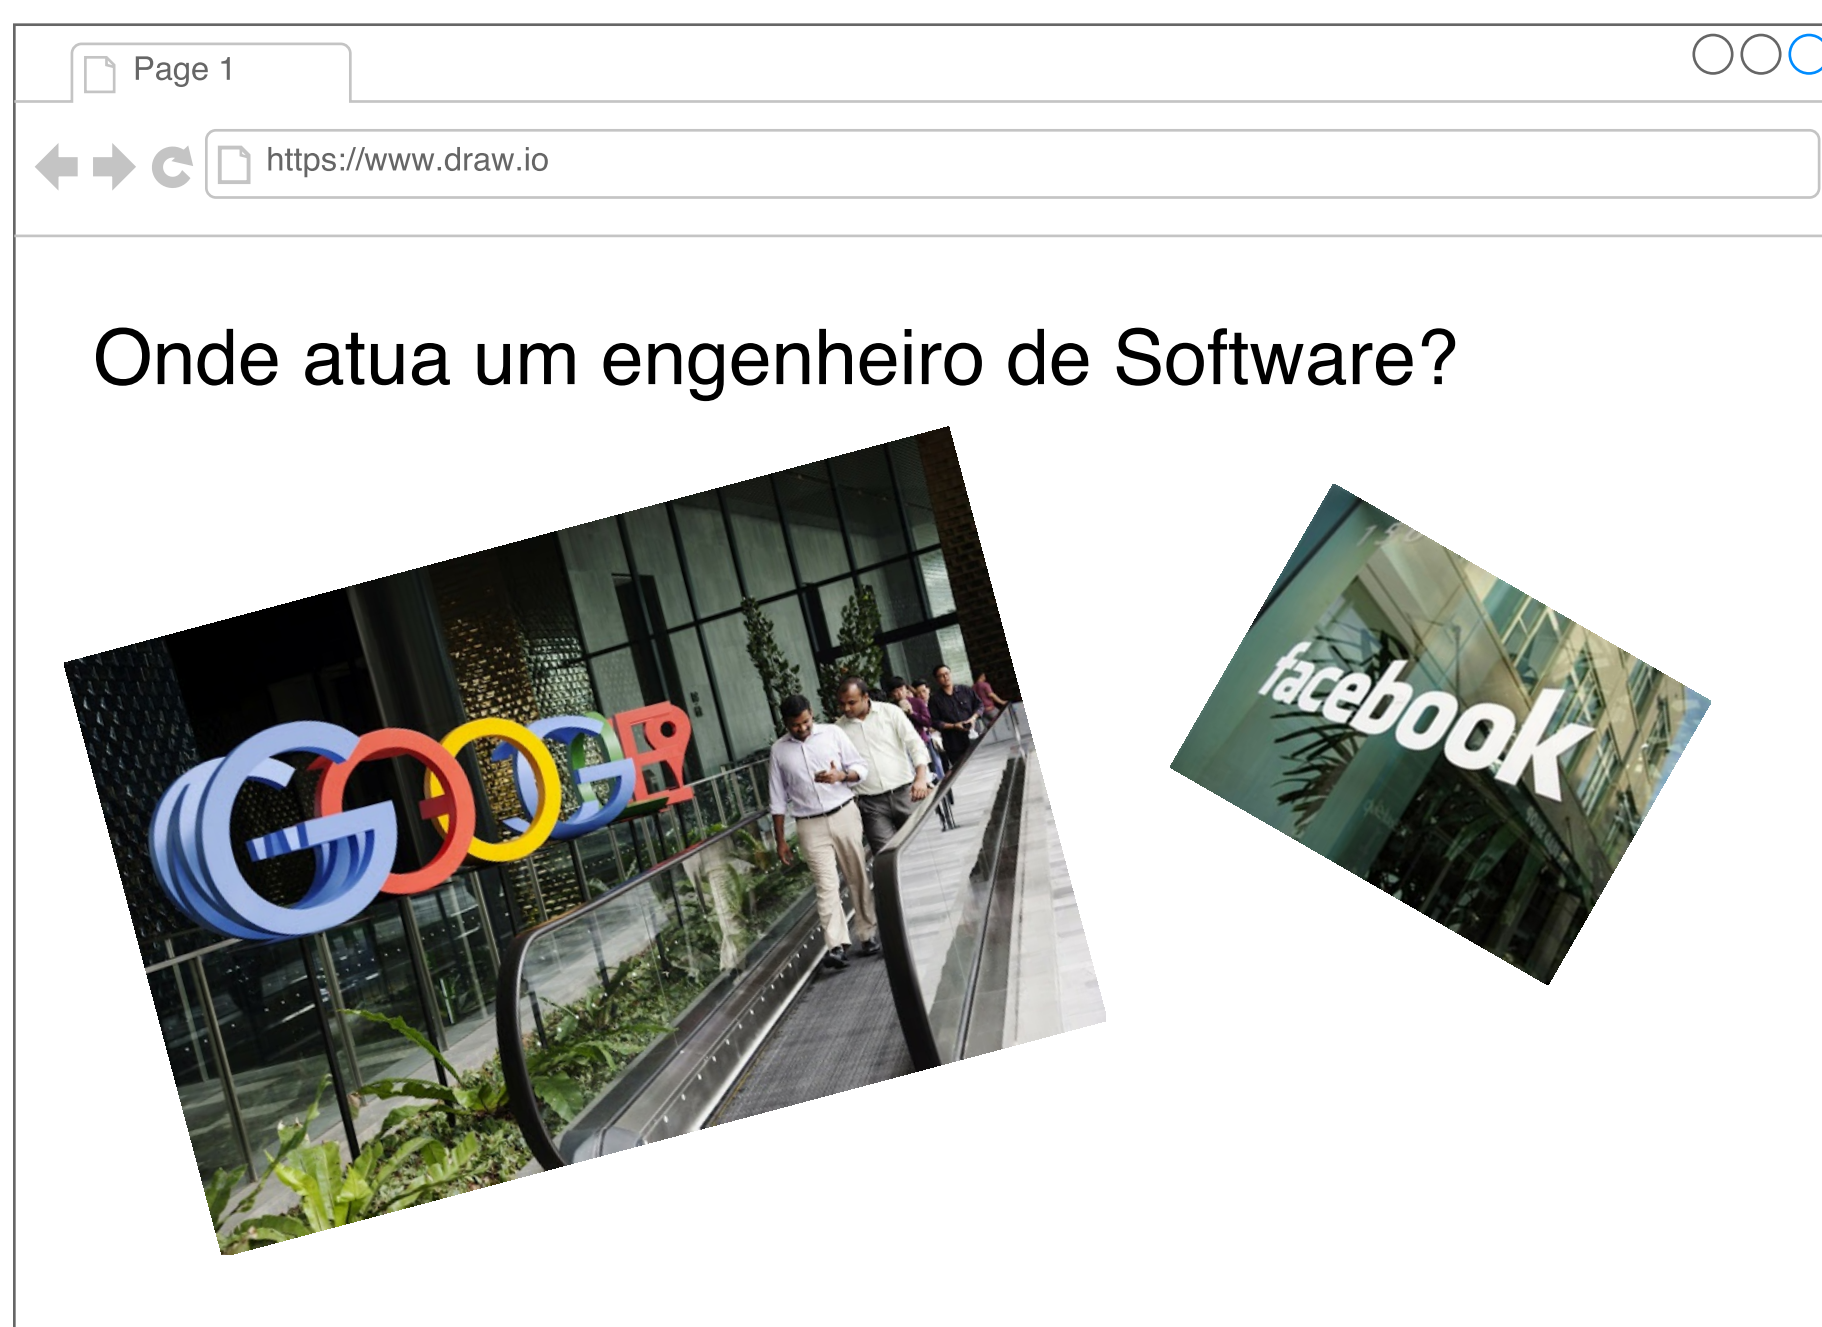 Page 1
https://www.draw.io
Onde atua um engenheiro de Software?
Google
facebook